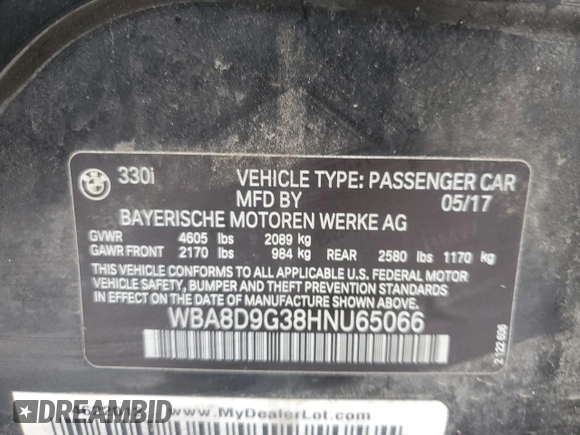 330i VEHICLE TYPE: PASSENGER CAR
MFD BY 05/17
BAYERISCHE MOTOREN WERKE AG
GVWR 4605 lbs 2089 kg
GAWR FRONT 2170 lbs 984 kg REAR 2580 lbs 1170 kg
THIS VEHICLE CONFORMS TO ALL APPLICABLE U.S. FEDERAL MOTOR
VEHICLE SAFETY, BUMPER AND THEFT PREVENTION STANDARDS
IN EFFECT ON THE DATE OF MANUFACTURE SHOWN ABOVE.
WBA8D9G38HNU65066
2 122 606
www.MyDealerLot.com
DREAMBID